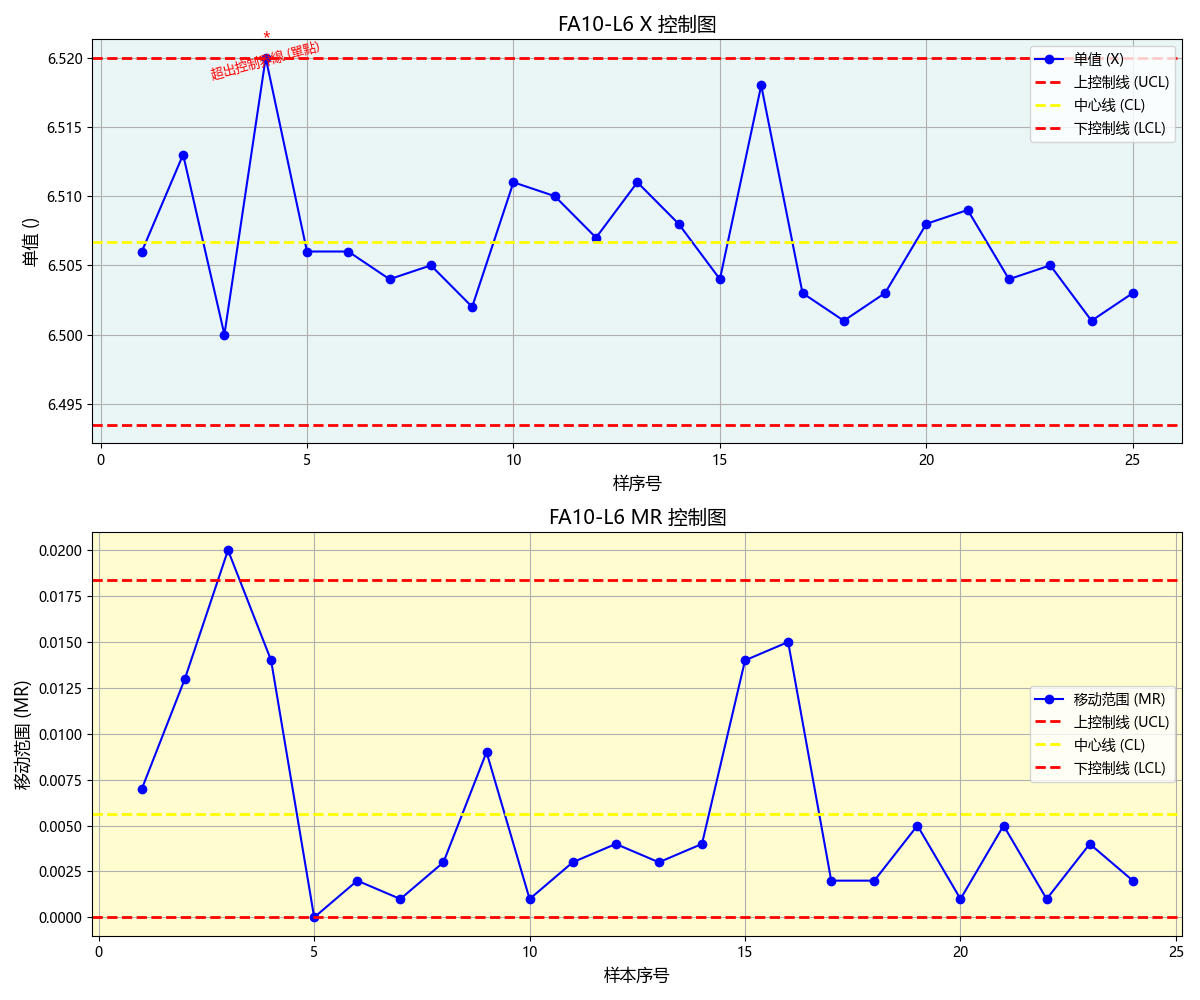 FA10-L6 X 控制图
*
超出控制界線 (單點)
单值 (X)
上控制线 (UCL)
中心线 (CL)
下控制线 (LCL)
单值 ()
6.520
6.515
6.510
6.505
6.500
6.495
0 5 10 15 20 25
样序号
FA10-L6 MR 控制图
移动范围 (MR)
上控制线 (UCL)
中心线 (CL)
下控制线 (LCL)
移动范围 (MR)
0.0200
0.0175
0.0150
0.0125
0.0100
0.0075
0.0050
0.0025
0.0000
0 5 10 15 20 25
样本序号